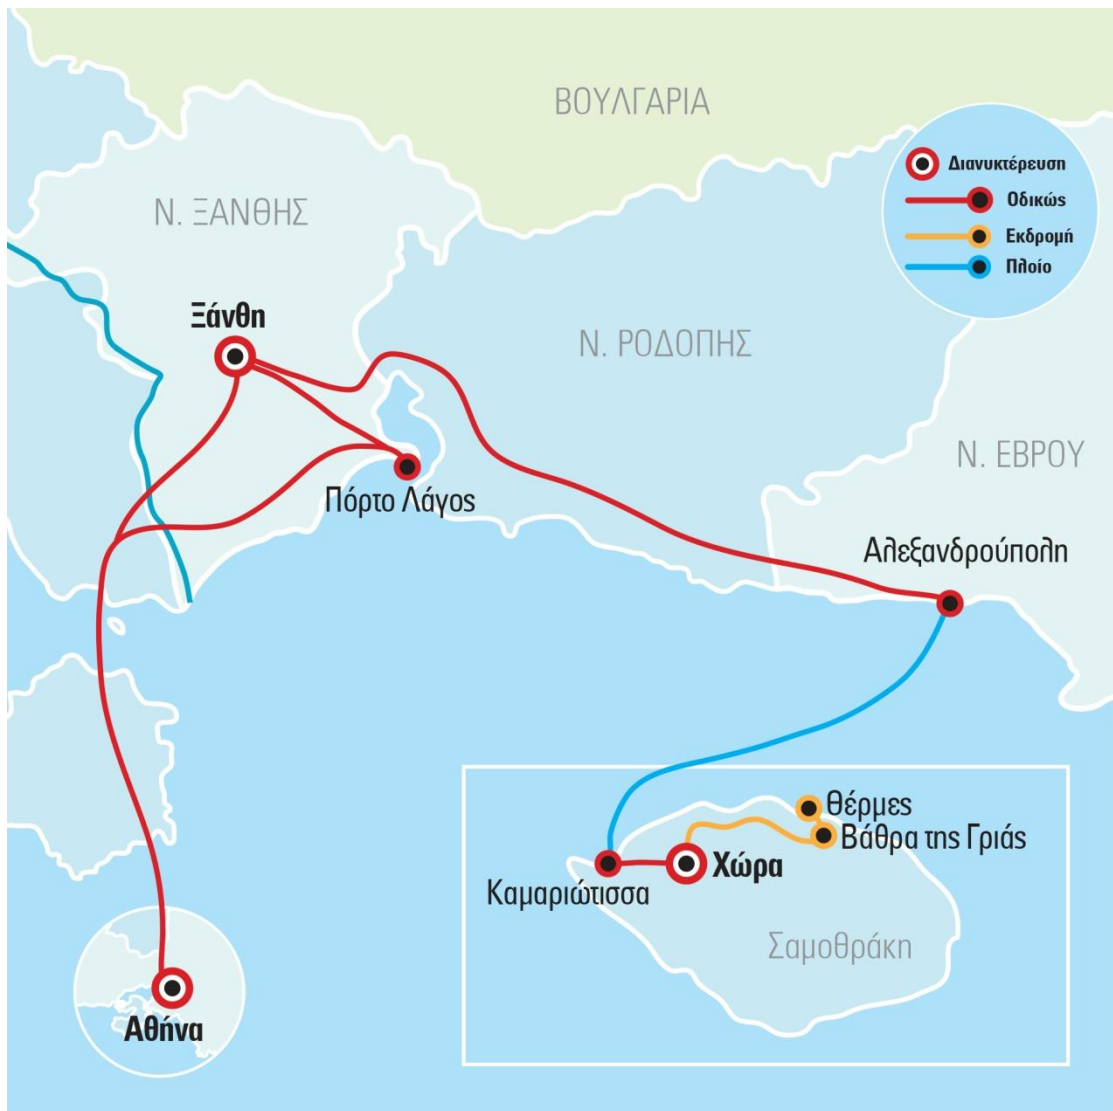 ΒΟΥΛΓΑΡΙΑ
Διανυκτέρευση
Οδικώς
Εκδρομή
Πλοίο
Ν. ΞΑΝΘΗΣ
Ξάνθη
Ν. ΡΟΔΟΠΗΣ
Ν. ΕΒΡΟΥ
Πόρτο Λάγος
Αλεξανδρούπολη
Θέρμες
Βάθρα της Γριάς
Χώρα
Καμαριώτισσα
Σαμοθράκη
Αθήνα